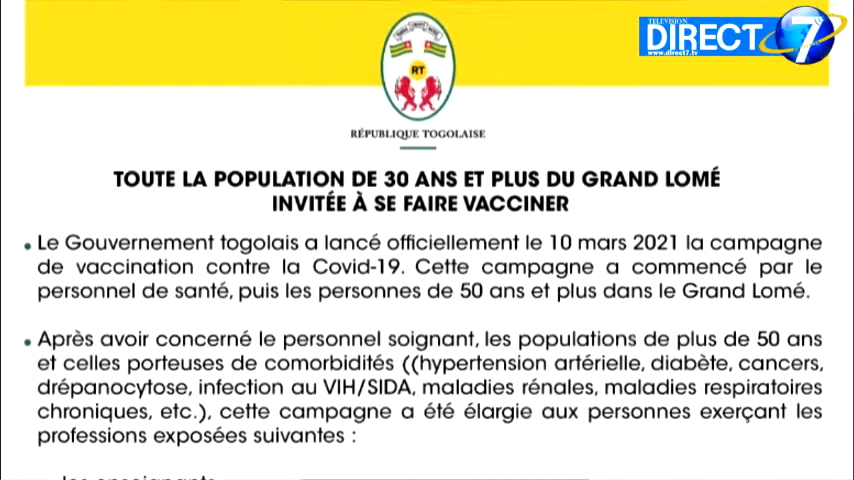 TELEVISION
DIRECT 7
www.direct7.tv
RT
RÉPUBLIQUE TOGOLAISE
TOUTE LA POPULATION DE 30 ANS ET PLUS DU GRAND LOMÉ
INVITÉE À SE FAIRE VACCINER
• Le Gouvernement togolais a lancé officiellement le 10 mars 2021 la campagne
de vaccination contre la Covid-19. Cette campagne a commencé par le
personnel de santé, puis les personnes de 50 ans et plus dans le Grand Lomé.
• Après avoir concerné le personnel soignant, les populations de plus de 50 ans
et celles porteuses de comorbidités ((hypertension artérielle, diabète, cancers,
drépanocytose, infection au VIH/SIDA, maladies rénales, maladies respiratoires
chroniques, etc.), cette campagne a été élargie aux personnes exerçant les
professions exposées suivantes :
les enseignants